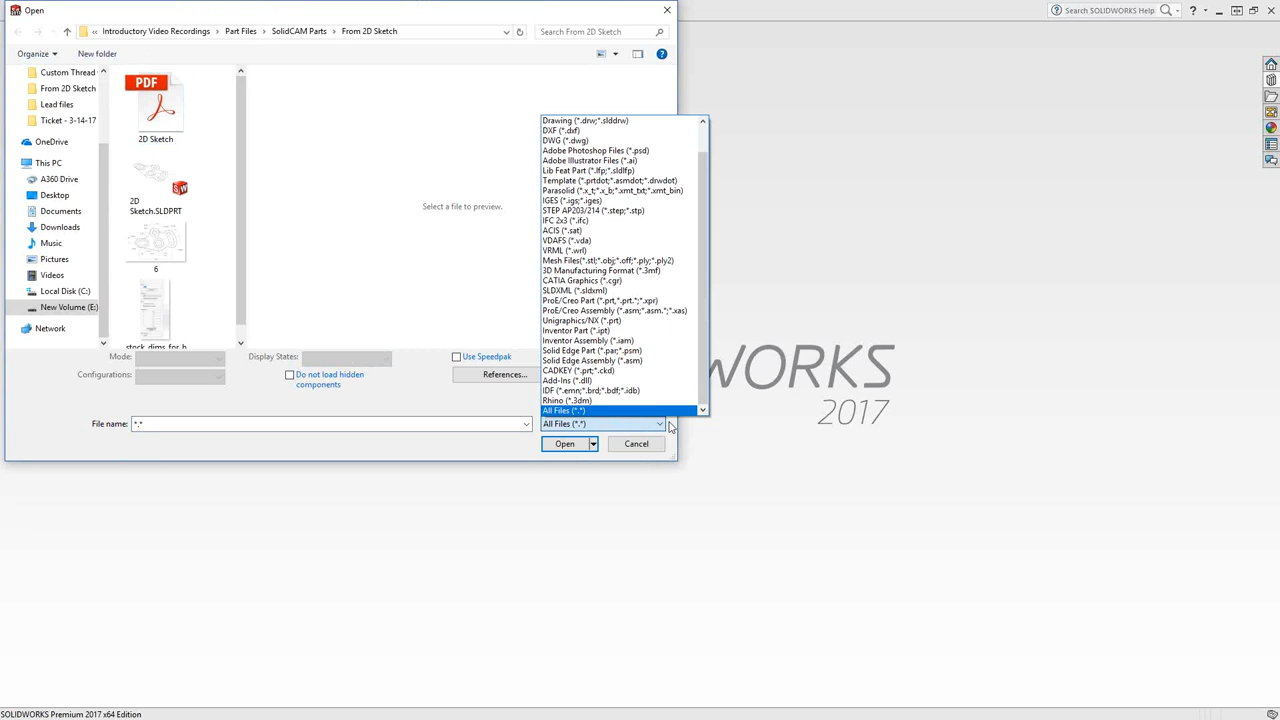 Open
Search SOLIDWORKS Help
« Introductory Video Recordings > Part Files > SolidCAM Parts > From 2D Sketch
Search From 2D Sketch
Organize
New folder
Custom Thread
From 2D Sketch
Lead files
Ticket - 3-14-17
OneDrive
This PC
A360 Drive
Desktop
Documents
Downloads
Music
Pictures
Videos
Local Disk (C:)
New Volume (E:)
Network
PDF
2D Sketch
2D
Sketch.SLDPRT
6
Select a file to preview.
Drawing (*.drw;*.slddrw)
DXF (*.dxf)
DWG (*.dwg)
Adobe Photoshop Files (*.psd)
Adobe Illustrator Files (*.ai)
Lib Feat Part (*.lfp;*.sldlfp)
Template (*.prtdot;*.asmdot;*.drwdot)
Parasolid (*.x_t;*.x_b;*.xmt_txt;*.xmt_bin)
IGES (*.igs;*.iges)
STEP AP203/214 (*.step;*.stp)
IFC 2x3 (*.ifc)
ACIS (*.sat)
VDAFS (*.vda)
VRML (*.wrl)
Mesh Files(*.stl;*.obj;*.off;*.ply;*.ply2)
3D Manufacturing Format (*.3mf)
CATIA Graphics (*.cgr)
SLDXML (*.sldxml)
ProE/Creo Part (*.prt,*.prt.*;*.xpr)
ProE/Creo Assembly (*.asm;*.asm.*;*.xas)
Unigraphics/NX (*.prt)
Inventor Part (*.ipt)
Inventor Assembly (*.iam)
Solid Edge Part (*.par;*.psm)
Solid Edge Assembly (*.asm)
CADKEY (*.prt;*.ckd)
Add-Ins (*.dll)
IDF (*.emn;*.brd;*.bdf;*.idb)
Rhino (*.3dm)
All Files (*.*)
Mode:
Display States:
Use Speedpak
Configurations:
Do not load hidden
components
References...
File name:
*.*
All Files (*.*)
Open
Cancel
WORKS
2017
SOLIDWORKS Premium 2017 x64 Edition